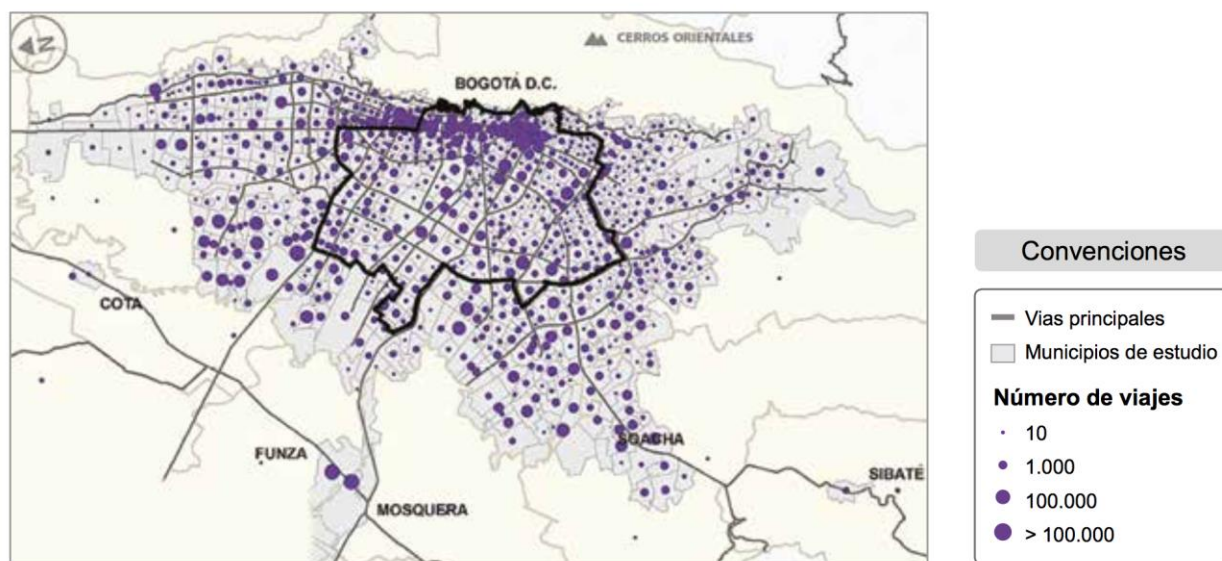 N
CERROS ORIENTALES
BOGOTÁ D.C.
COTA
FUNZA
MOSQUERA
SOACHA
SIBATÉ
Convenciones
Vias principales
Municipios de estudio
Número de viajes
10
1.000
100.000
> 100.000